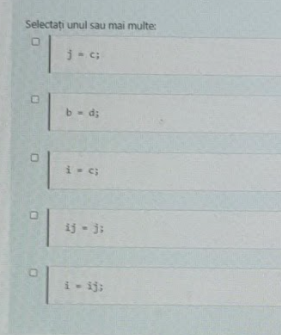 Selectați unul sau mai multe:
j = c;
b = d;
i = c;
ij = j;
i = ij;